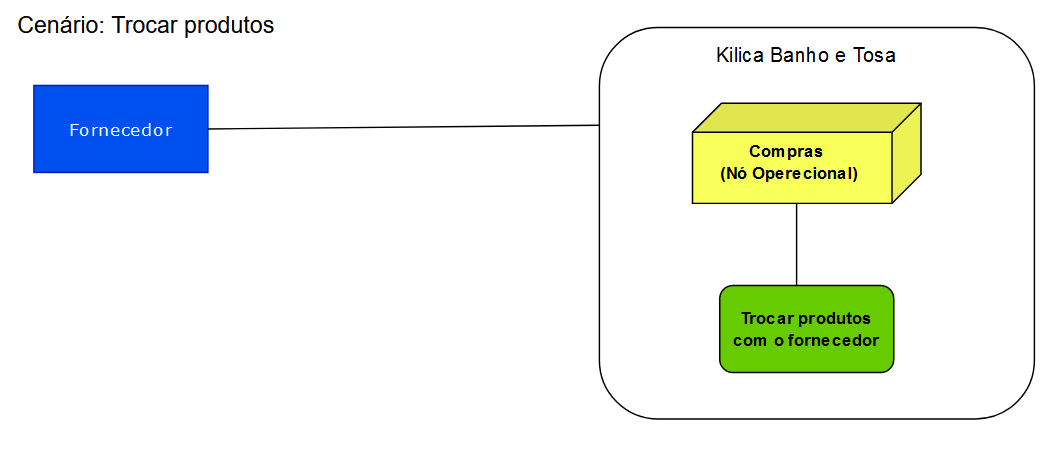 Cenário: Trocar produtos
Kilica Banho e Tosa
Fornecedor
Compras
(Nó Operecional)
Trocar produtos
com o fornecedor